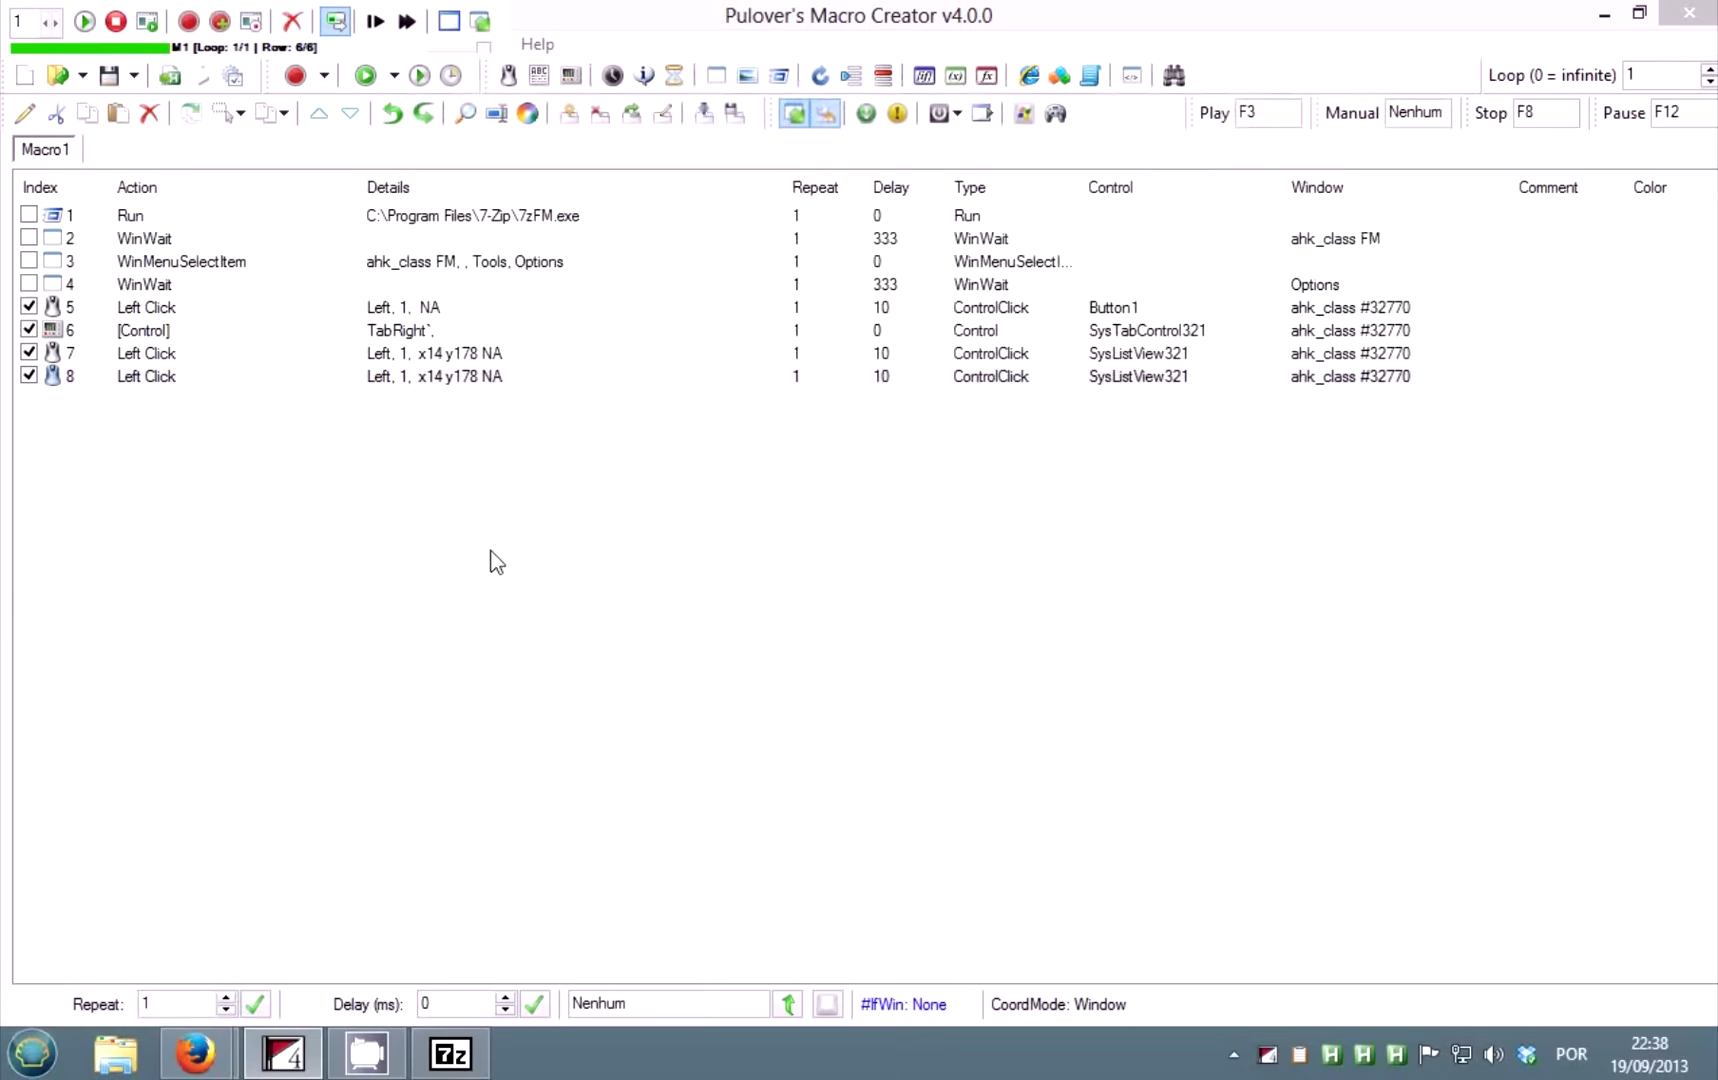 1
Pulover's Macro Creator v4.0.0
M1 [Loop: 1/1 | Row: 6/6]
Help
ABC
Loop (0 = infinite) 1
Play F3 Manual Nenhum Stop F8 Pause F12
Macro1
Index Action Details Repeat Delay Type Control Window Comment Color
1 Run C:\Program Files\7-Zip\7zFM.exe 1 0 Run
2 WinWait 1 333 WinWait ahk_class FM
3 WinMenuSelectItem ahk_class FM, , Tools, Options 1 0 WinMenuSelectI...
4 WinWait 1 333 WinWait Options
5 Left Click Left, 1, NA 1 10 ControlClick Button1 ahk_class #32770
6 [Control] TabRight`, 1 0 Control SysTabControl321 ahk_class #32770
7 Left Click Left, 1, x14 y178 NA 1 10 ControlClick SysListView321 ahk_class #32770
8 Left Click Left, 1, x14 y178 NA 1 10 ControlClick SysListView321 ahk_class #32770
Repeat: 1 Delay (ms): 0 Nenhum #IfWin: None CoordMode: Window
4 7z H H H POR 22:38
19/09/2013